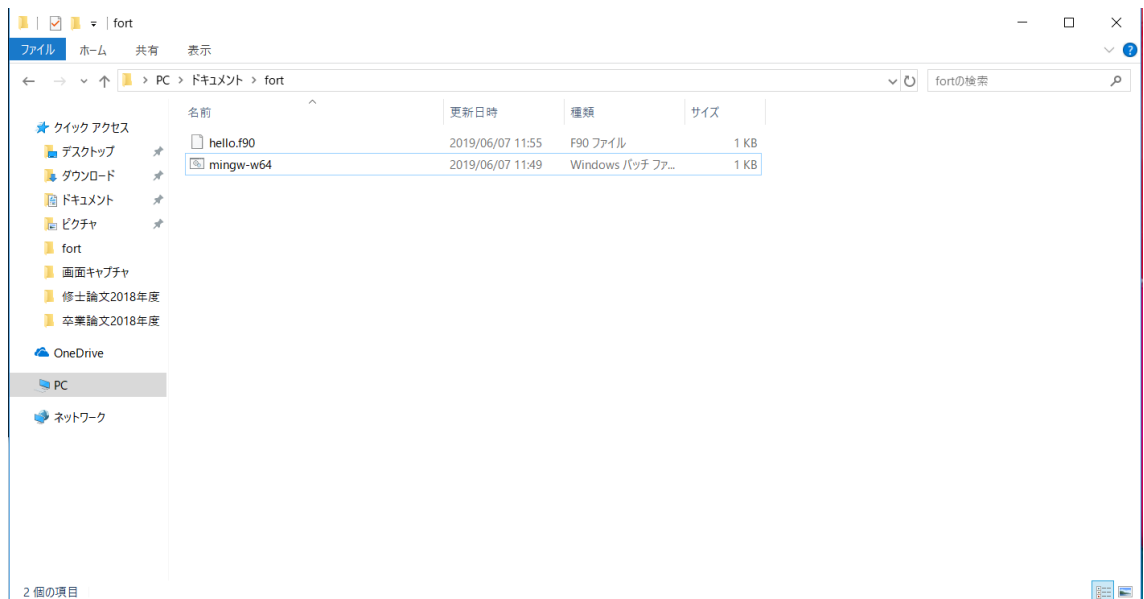 fort
ファイル ホーム 共有 表示
PC > ドキュメント > fort fortの検索
名前 更新日時 種類 サイズ
クイック アクセス
hello.f90 2019/06/07 11:55 F90 ファイル 1 KB
デスクトップ
mingw-w64 2019/06/07 11:49 Windows バッチ ファ... 1 KB
ダウンロード
ドキュメント
ピクチャ
fort
画面キャプチャ
修士論文2018年度
卒業論文2018年度
OneDrive
PC
ネットワーク
2 個の項目